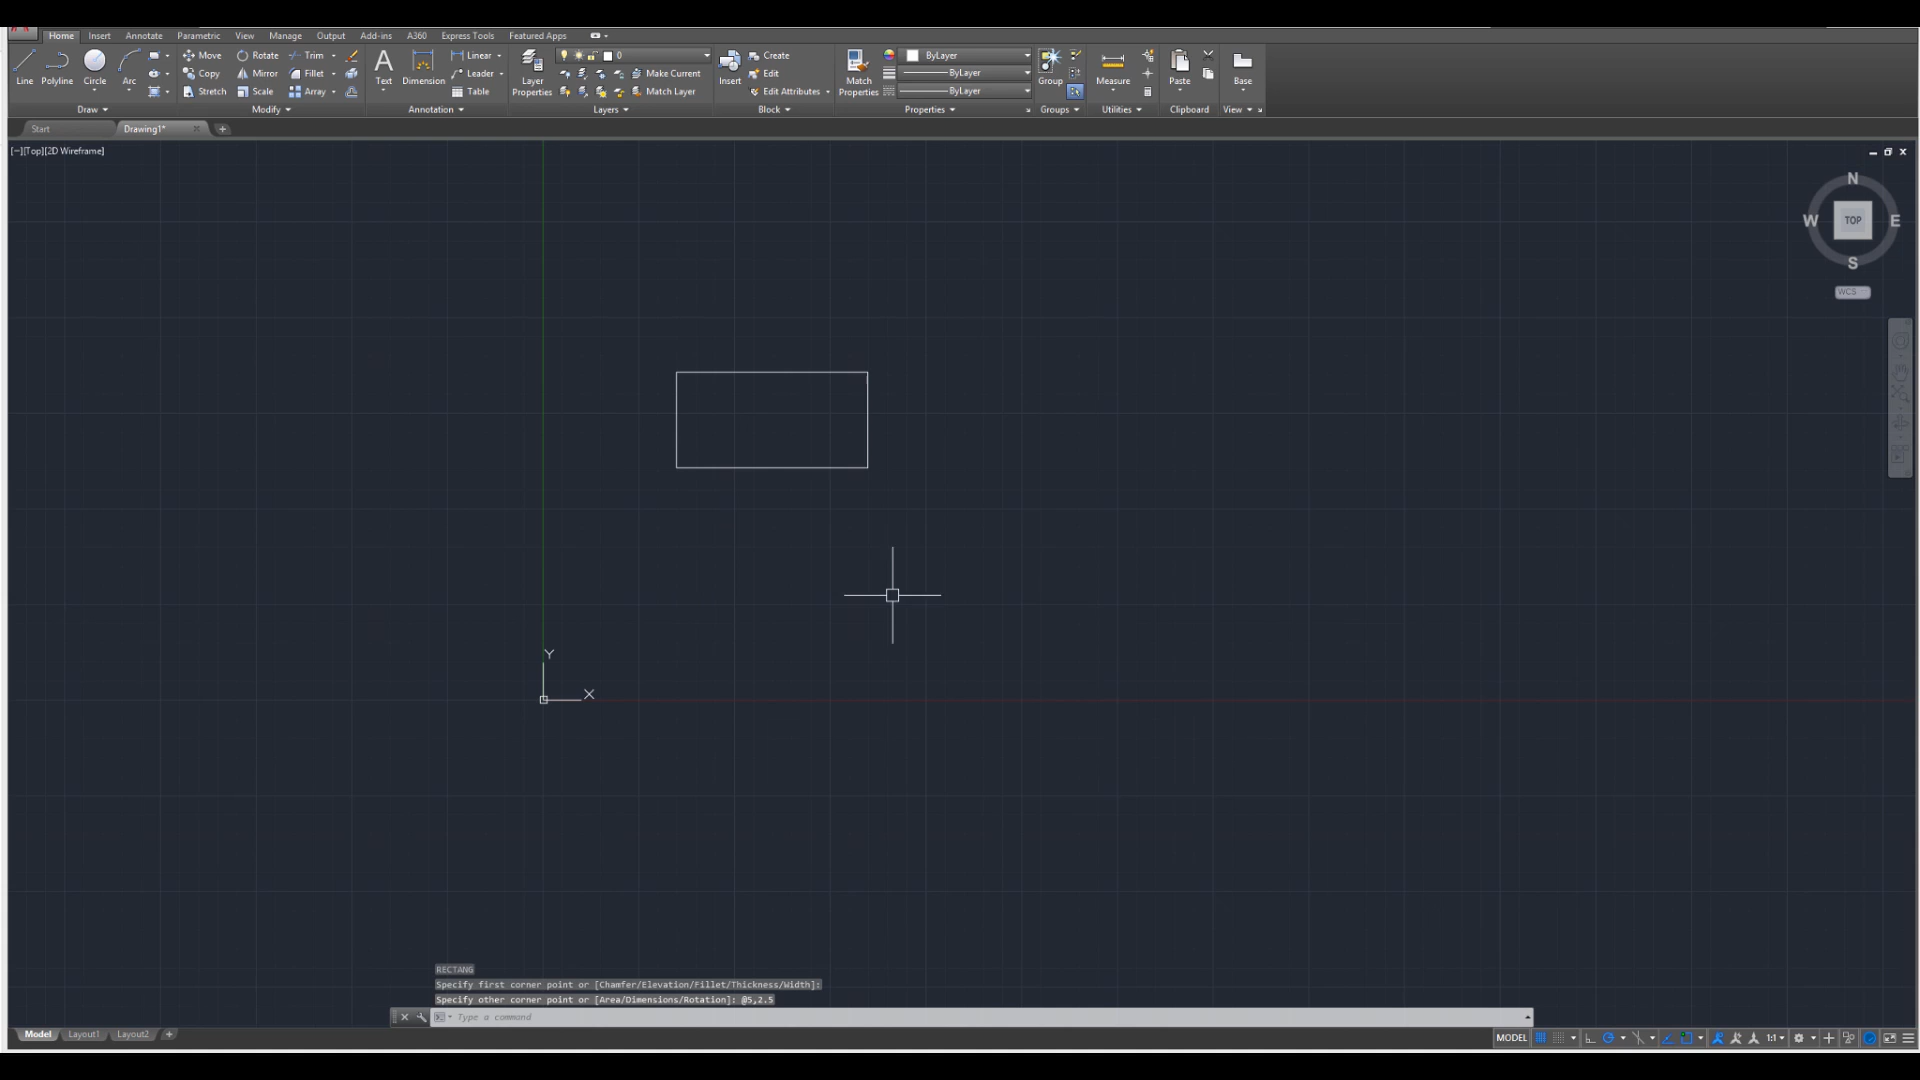 Home Insert Annotate Parametric View Output Manage Add-ins A360 Express Tools Featured Apps
Line Polyline Circle Arc
Move Rotate Trim
Copy Mirror Fillet
Stretch Scale Array
Text Dimension
Linear
Leader
Table
Layer Properties
0
Make Current
Match Layer
Insert
Create
Edit
Edit Attributes
Match Properties
ByLayer
ByLayer
ByLayer
Group
Measure
Paste
Base
Draw Modify Annotation Layers Block Properties Groups Utilities Clipboard View
Start Drawing1*
[−][Top][2D Wireframe]
N
W TOP E
S
WCS
Y
X
RECTANG
Specify first corner point or [Chamfer/Elevation/Fillet/Thickness/Width]:
Specify other corner point or [Area/Dimensions/Rotation]: @5,2.5
Type a command
Model Layout1 Layout2
MODEL 1:1